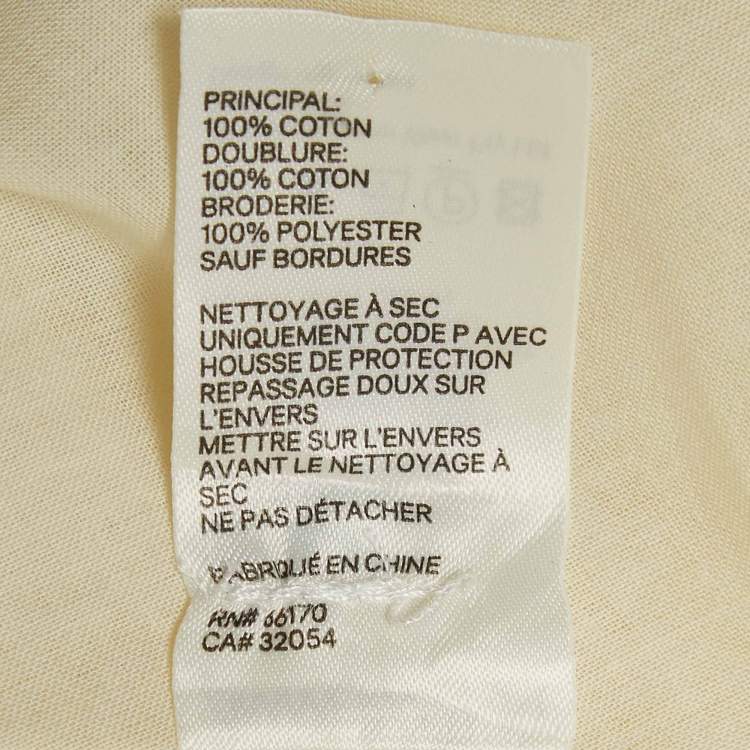 PRINCIPAL:
100% COTON
DOUBLURE:
100% COTON
BRODERIE:
100% POLYESTER
SAUF BORDURES
NETTOYAGE À SEC
UNIQUEMENT CODE P AVEC
HOUSSE DE PROTECTION
REPASSAGE DOUX SUR
L'ENVERS
METTRE SUR L'ENVERS
AVANT LE NETTOYAGE À
SEC
NE PAS DÉTACHER
FABRIQUÉ EN CHINE
RN# 66170
CA# 32054